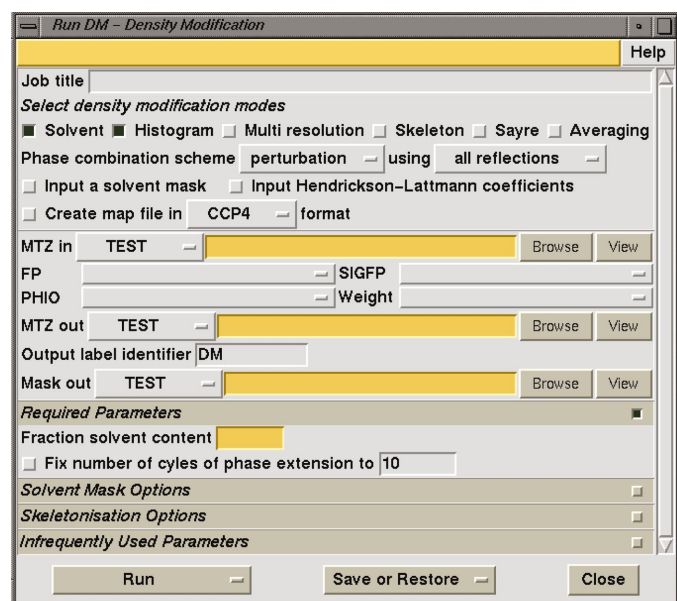 Run DM – Density Modification
Help
Job title
Select density modification modes
Solvent Histogram Multi resolution Skeleton Sayre Averaging
Phase combination scheme perturbation using all reflections
Input a solvent mask Input Hendrickson–Lattmann coefficients
Create map file in CCP4 format
MTZ in TEST Browse View
FP SIGFP
PHIO Weight
MTZ out TEST Browse View
Output label identifier DM
Mask out TEST Browse View
Required Parameters
Fraction solvent content
Fix number of cyles of phase extension to 10
Solvent Mask Options
Skeletonisation Options
Infrequently Used Parameters
Run Save or Restore Close